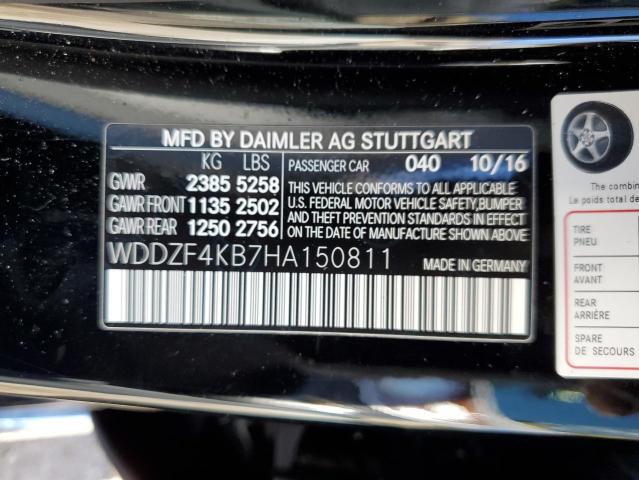 MFD BY DAIMLER AG STUTTGART
KG LBS
PASSENGER CAR 040 10/16
GVWR 2385 5258
GAWR FRONT 1135 2502
GAWR REAR 1250 2756
THIS VEHICLE CONFORMS TO ALL APPLICABLE
U.S. FEDERAL MOTOR VEHICLE SAFETY,BUMPER
AND THEFT PREVENTION STANDARDS IN EFFECT
ON THE DATE OF MANUFACTURE SHOWN ABOVE.
WDDZF4KB7HA150811 MADE IN GERMANY
The combin
Le poids total de
TIRE
PNEU
FRONT
AVANT
REAR
ARRIÈRE
SPARE
DE SECOURS